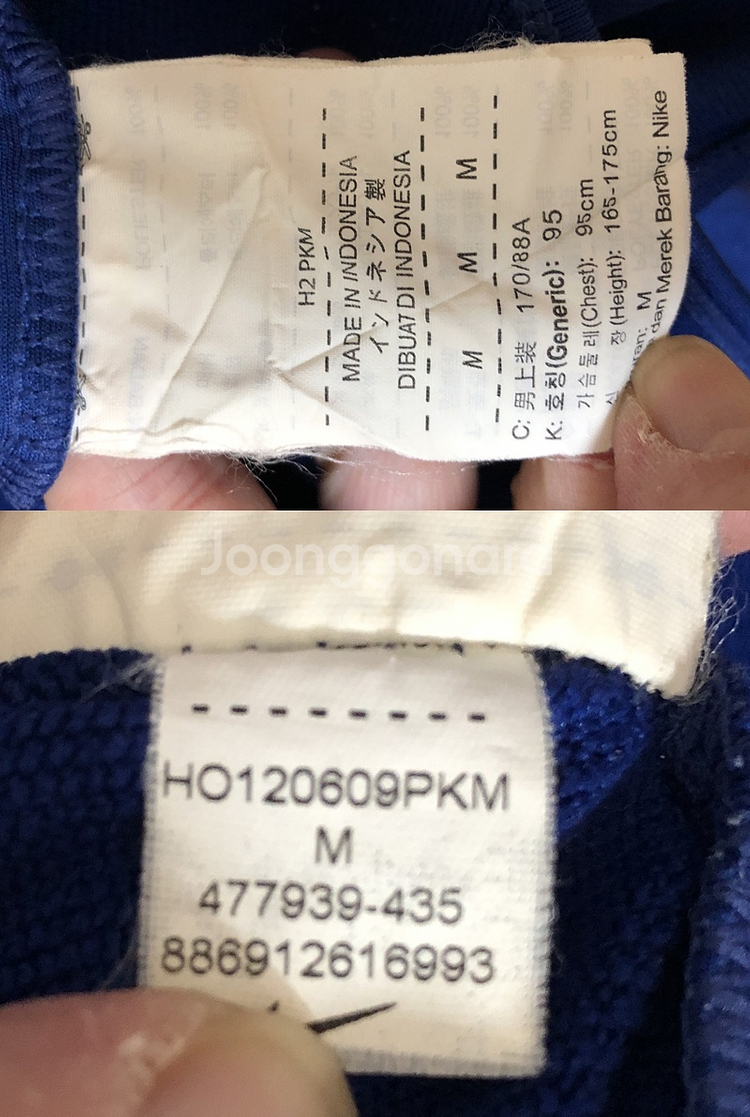 H2 PKM
MADE IN INDONESIA
インドネシア製
DIBUAT DI INDONESIA
M M M
C: 男上装 170/88A
K: 호칭(Generic): 95
가슴둘레(Chest): 95cm
신 장(Height): 165-175cm
M
dan Merek Barang: Nike
Joonggonara
HO120609PKM
M
477939-435
886912616993